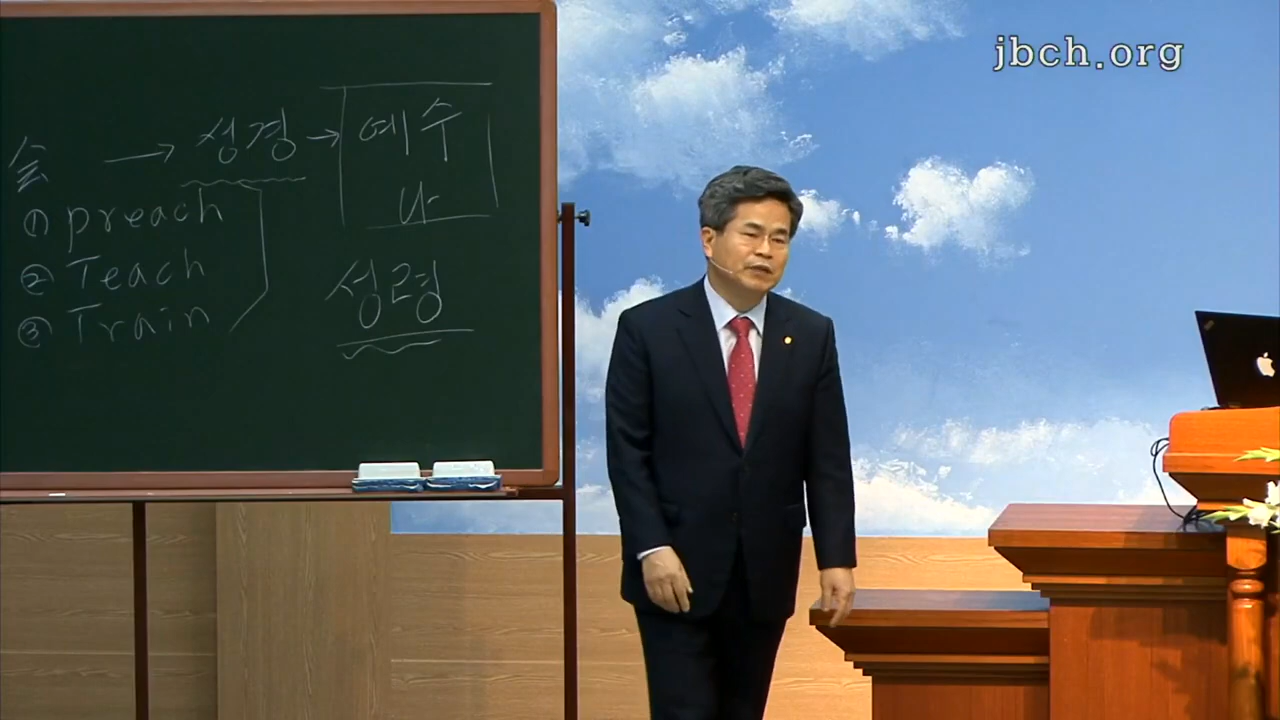 jbch.org
→ 성경 → 예수
나
① preach
② Teach
③ Train
성령